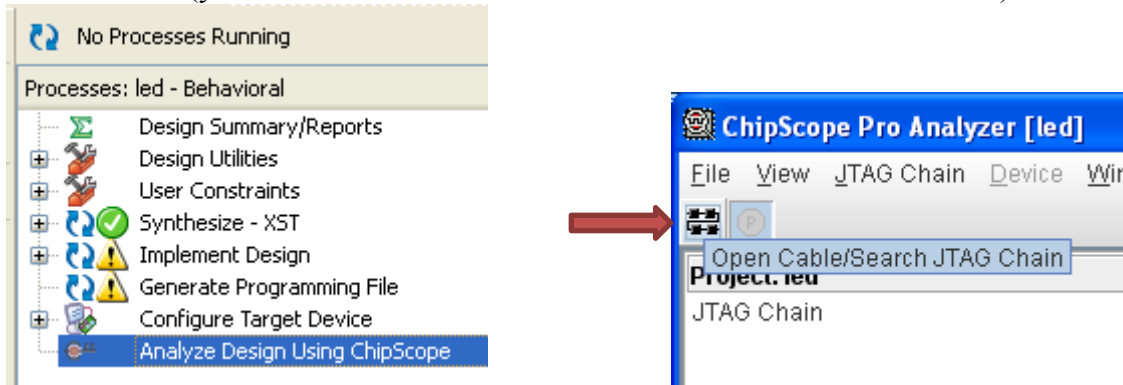 No Processes Running
Processes: led - Behavioral
Design Summary/Reports
Design Utilities
User Constraints
Synthesize - XST
Implement Design
Generate Programming File
Configure Target Device
Analyze Design Using ChipScope
ChipScope Pro Analyzer [led]
File View JTAG Chain Device
P
Open Cable/Search JTAG Chain
Project: led
JTAG Chain